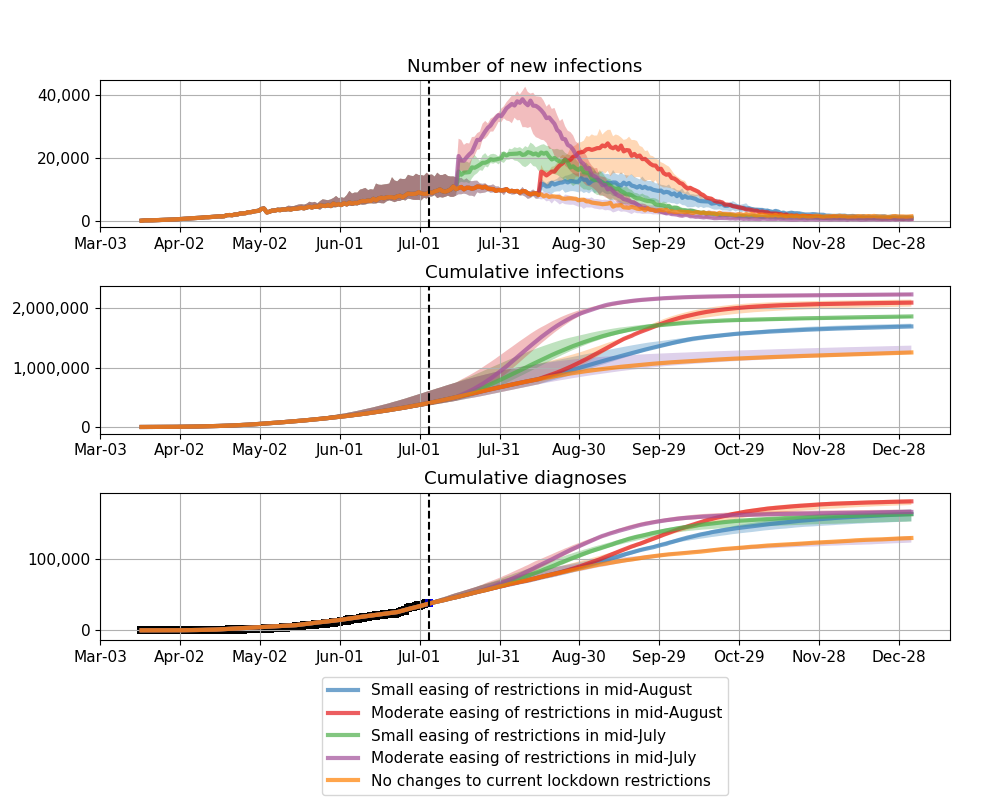 Number of new infections
40,000
20,000
0
Mar-03 Apr-02 May-02 Jun-01 Jul-01 Jul-31 Aug-30 Sep-29 Oct-29 Nov-28 Dec-28
Cumulative infections
2,000,000
1,000,000
0
Mar-03 Apr-02 May-02 Jun-01 Jul-01 Jul-31 Aug-30 Sep-29 Oct-29 Nov-28 Dec-28
Cumulative diagnoses
100,000
0
Mar-03 Apr-02 May-02 Jun-01 Jul-01 Jul-31 Aug-30 Sep-29 Oct-29 Nov-28 Dec-28
Small easing of restrictions in mid-August
Moderate easing of restrictions in mid-August
Small easing of restrictions in mid-July
Moderate easing of restrictions in mid-July
No changes to current lockdown restrictions